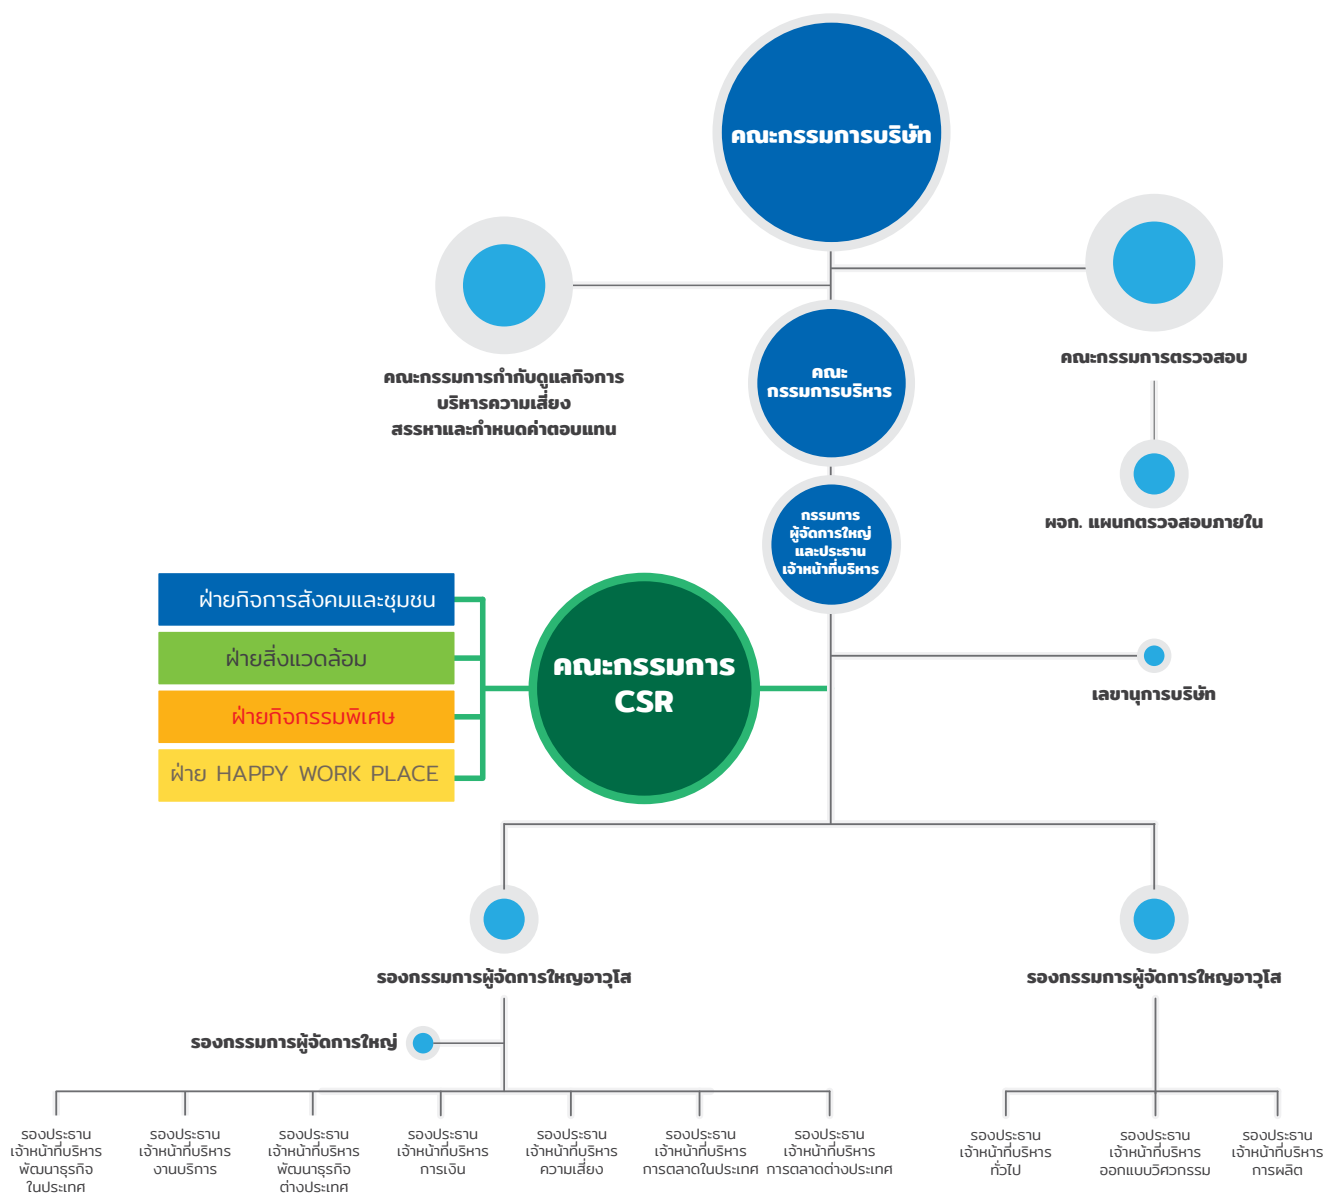 คณะกรรมการบริษัท
คณะกรรมการกำกับดูแลกิจการ
บริหารความเสี่ยง
สรรหาและกำหนดค่าตอบแทน
คณะ
กรรมการบริหาร
คณะกรรมการตรวจสอบ
ผจก. แผนกตรวจสอบภายใน
กรรมการ
ผู้จัดการใหญ่
และประธาน
เจ้าหน้าที่บริหาร
ฝ่ายกิจการสังคมและชุมชน
ฝ่ายสิ่งแวดล้อม
ฝ่ายกิจกรรมพิเศษ
ฝ่าย HAPPY WORK PLACE
คณะกรรมการ
CSR
เลขานุการบริษัท
รองกรรมการผู้จัดการใหญอาวุโส
รองกรรมการผู้จัดการใหญอาวุโส
รองกรรมการผู้จัดการใหญ่
รองประธาน
เจ้าหน้าที่บริหาร
พัฒนาธุรกิจ
ในประเทศ
รองประธาน
เจ้าหน้าที่บริหาร
งานบริการ
รองประธาน
เจ้าหน้าที่บริหาร
พัฒนาธุรกิจ
ต่างประเทศ
รองประธาน
เจ้าหน้าที่บริหาร
การเงิน
รองประธาน
เจ้าหน้าที่บริหาร
ความเสี่ยง
รองประธาน
เจ้าหน้าที่บริหาร
การตลาดในประเทศ
รองประธาน
เจ้าหน้าที่บริหาร
การตลาดต่างประเทศ
รองประธาน
เจ้าหน้าที่บริหาร
ทั่วไป
รองประธาน
เจ้าหน้าที่บริหาร
ออกแบบวิศวกรรม
รองประธาน
เจ้าหน้าที่บริหาร
การผลิต